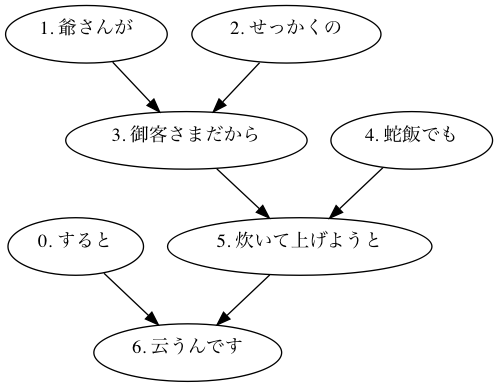 1. 爺さんが
2. せっかくの
3. 御客さまだから
4. 蛇飯でも
0. すると
5. 炊いて上げようと
6. 云うんです